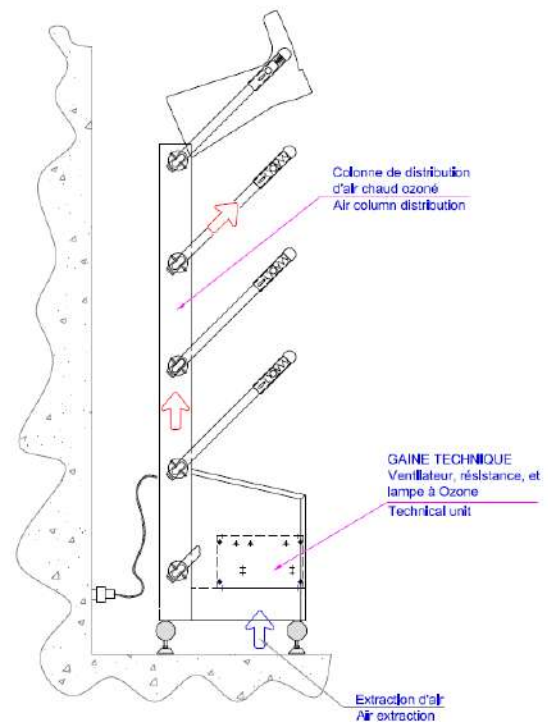 Colonne de distribution
d'air chaud ozoné
Air column distribution
GAINE TECHNIQUE
Ventilateur, résistance, et
lampe à Ozone
Technical unit
Extraction d'air
Air extraction